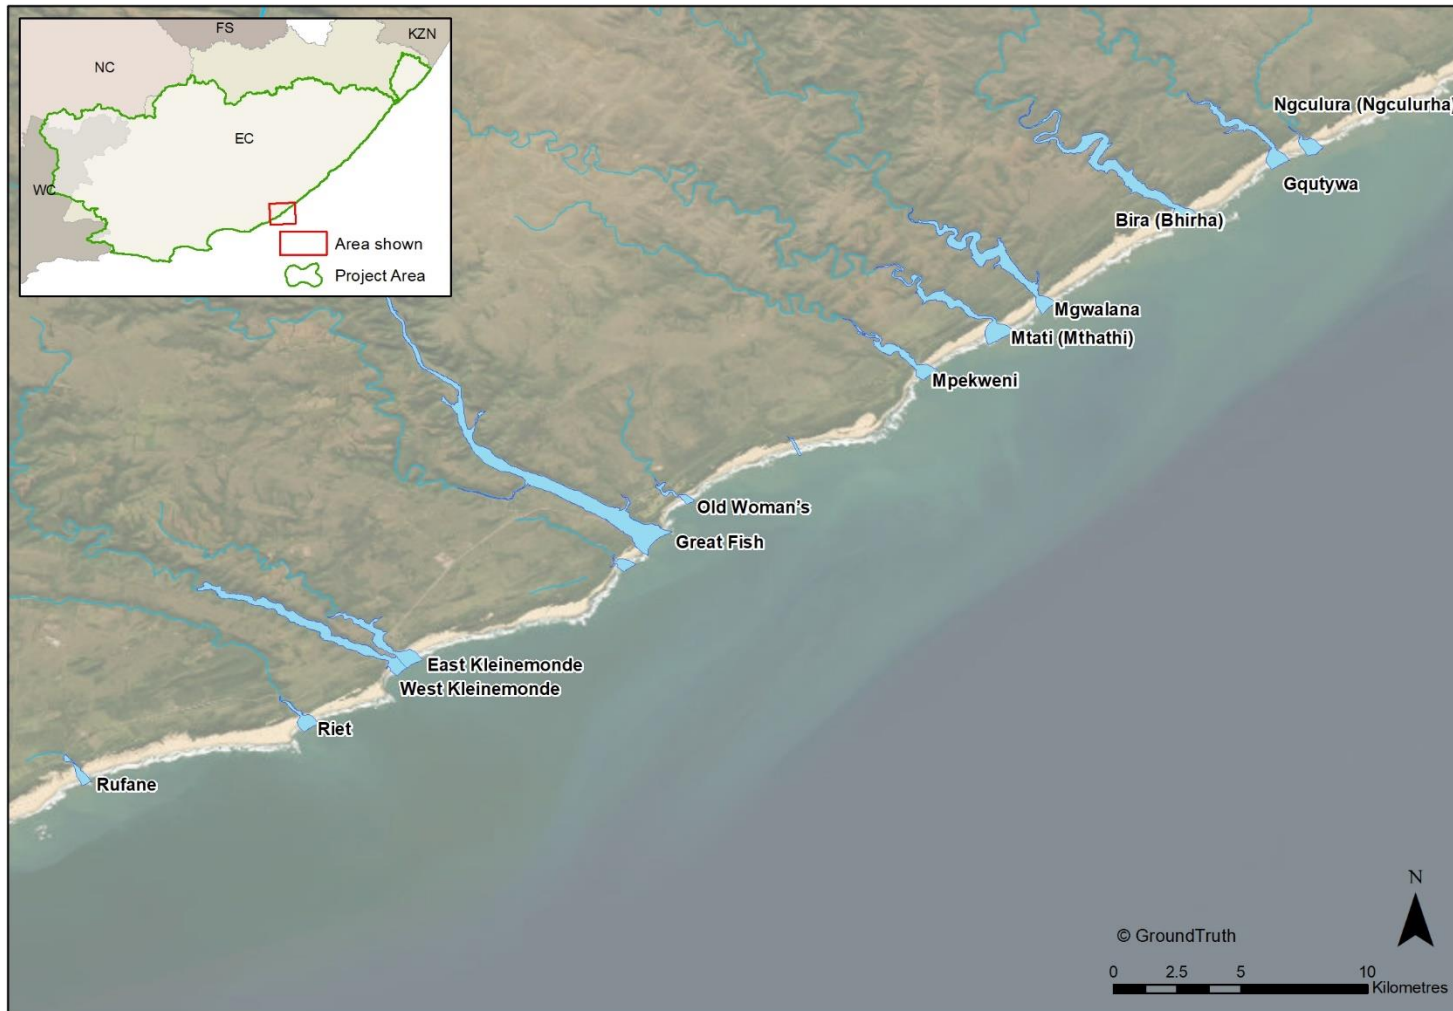 FS
KZN
NC
EC
WC
Area shown
Project Area
Ngculura (Ngculurha)
Gqutywa
Bira (Bhirha)
Mgwalana
Mtati (Mthathi)
Mpekweni
Old Woman's
Great Fish
East Kleinemonde
West Kleinemonde
Riet
Rufane
N
© GroundTruth
0 2.5 5 10
Kilometres